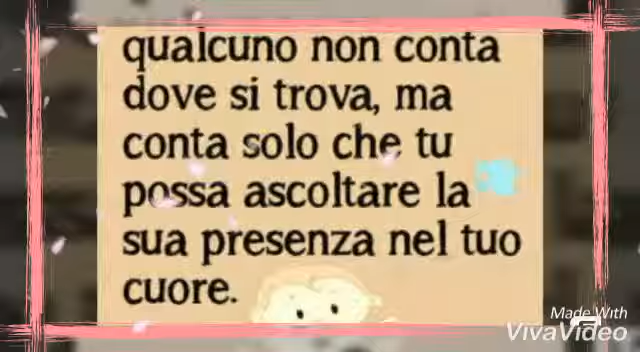 qualcuno non conta
dove si trova, ma
conta solo che tu
possa ascoltare la
sua presenza nel tuo
cuore.
Made With
VivaVideo